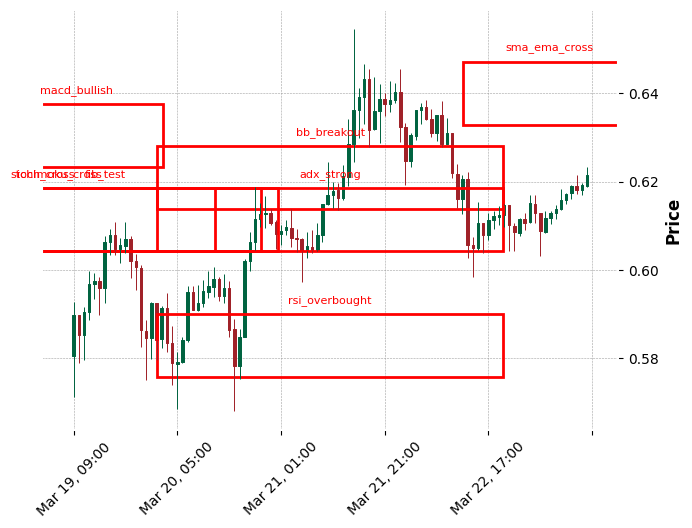 sma_ema_cross
macd_bullish
bb_breakout
fib_test
adx_strong
rsi_overbought
0.64
0.62
0.60
0.58
Price
Mar 19, 09:00
Mar 20, 05:00
Mar 21, 01:00
Mar 21, 21:00
Mar 22, 17:00